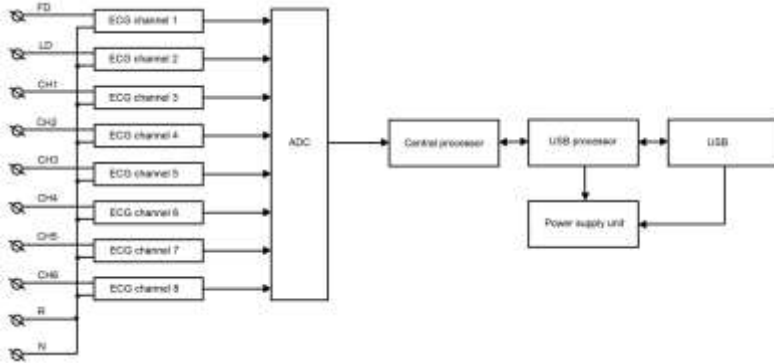 FD
ECG channel 1
LD
ECG channel 2
CH1
ECG channel 3
CH2
ECG channel 4
CH3
ECG channel 5
CH4
ECG channel 6
CH5
ECG channel 7
CH6
ECG channel 8
R
N
ADC
Central processor
USB processor
USB
Power supply unit